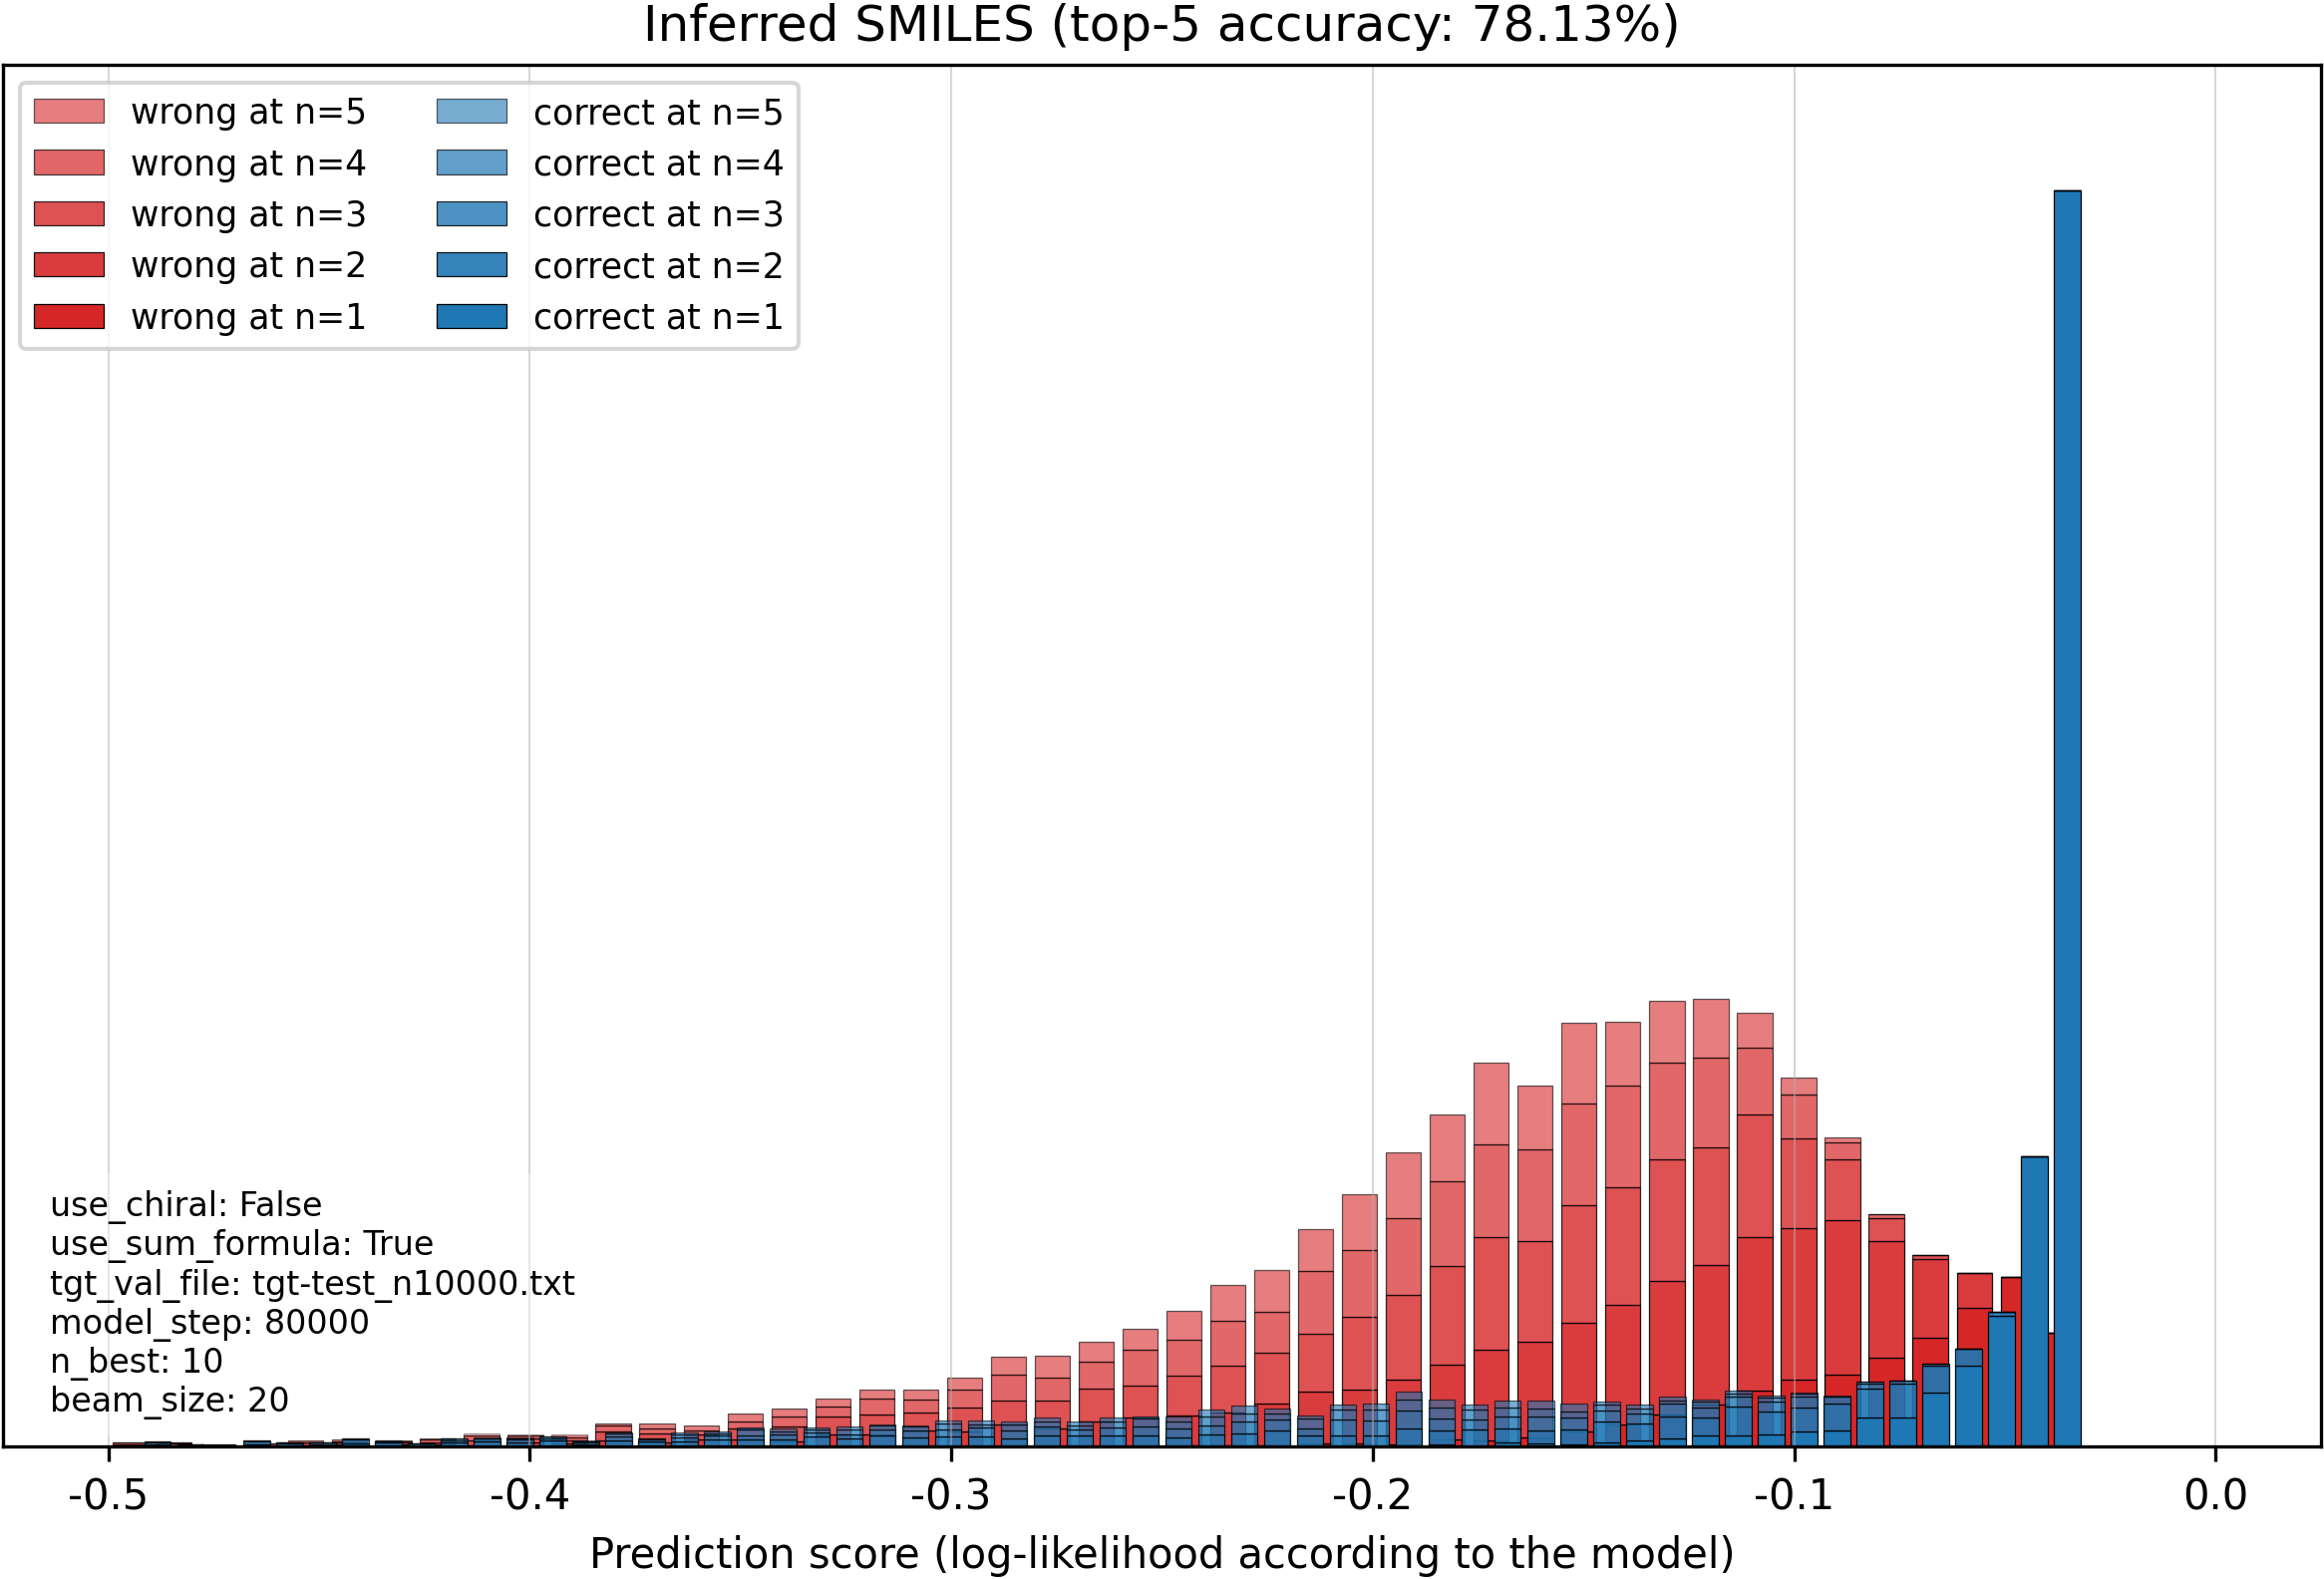 Inferred SMILES (top-5 accuracy: 78.13%)
wrong at n=5
wrong at n=4
wrong at n=3
wrong at n=2
wrong at n=1
correct at n=5
correct at n=4
correct at n=3
correct at n=2
correct at n=1
use_chiral: False
use_sum_formula: True
tgt_val_file: tgt-test_n10000.txt
model_step: 80000
n_best: 10
beam_size: 20
-0.5 -0.4 -0.3 -0.2 -0.1 0.0
Prediction score (log-likelihood according to the model)